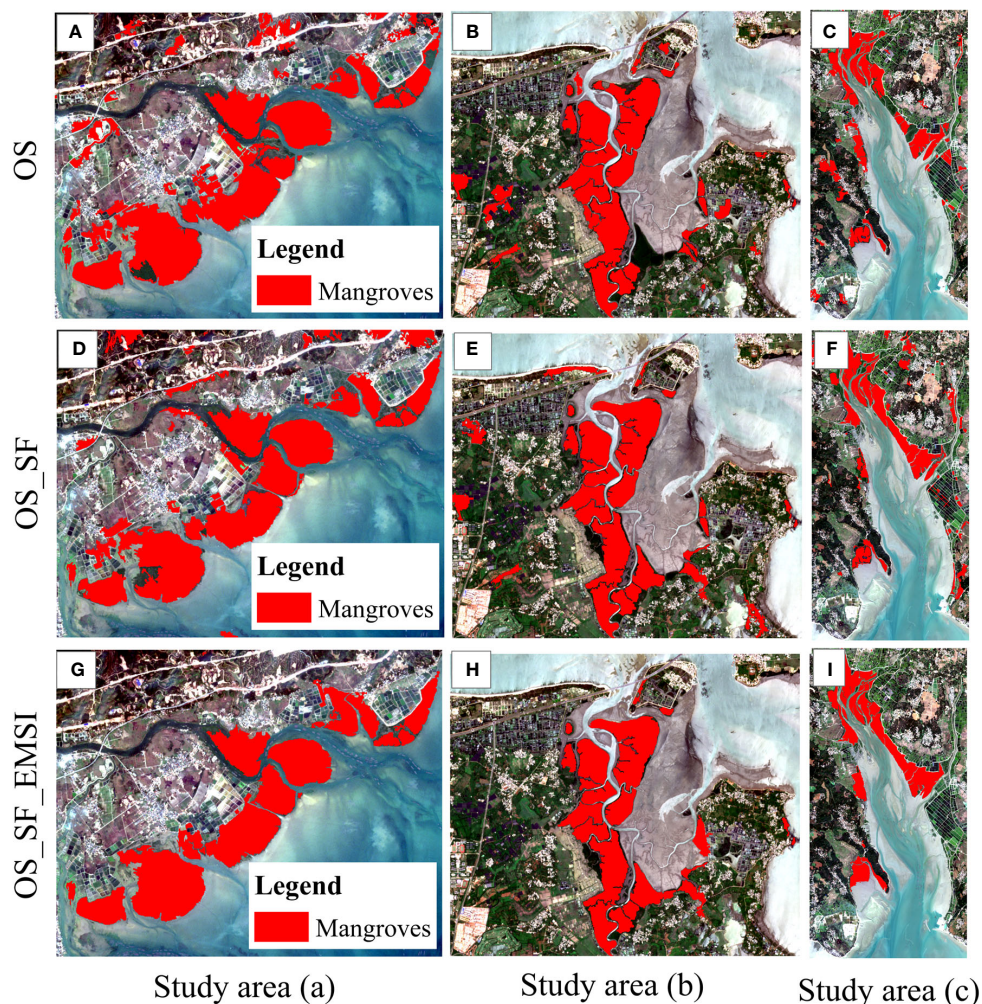 OS
A
B
C
Legend
Mangroves
OS_SF
D
E
F
Legend
Mangroves
OS_SF_EMSI
G
H
I
Legend
Mangroves
Study area (a)
Study area (b)
Study area (c)